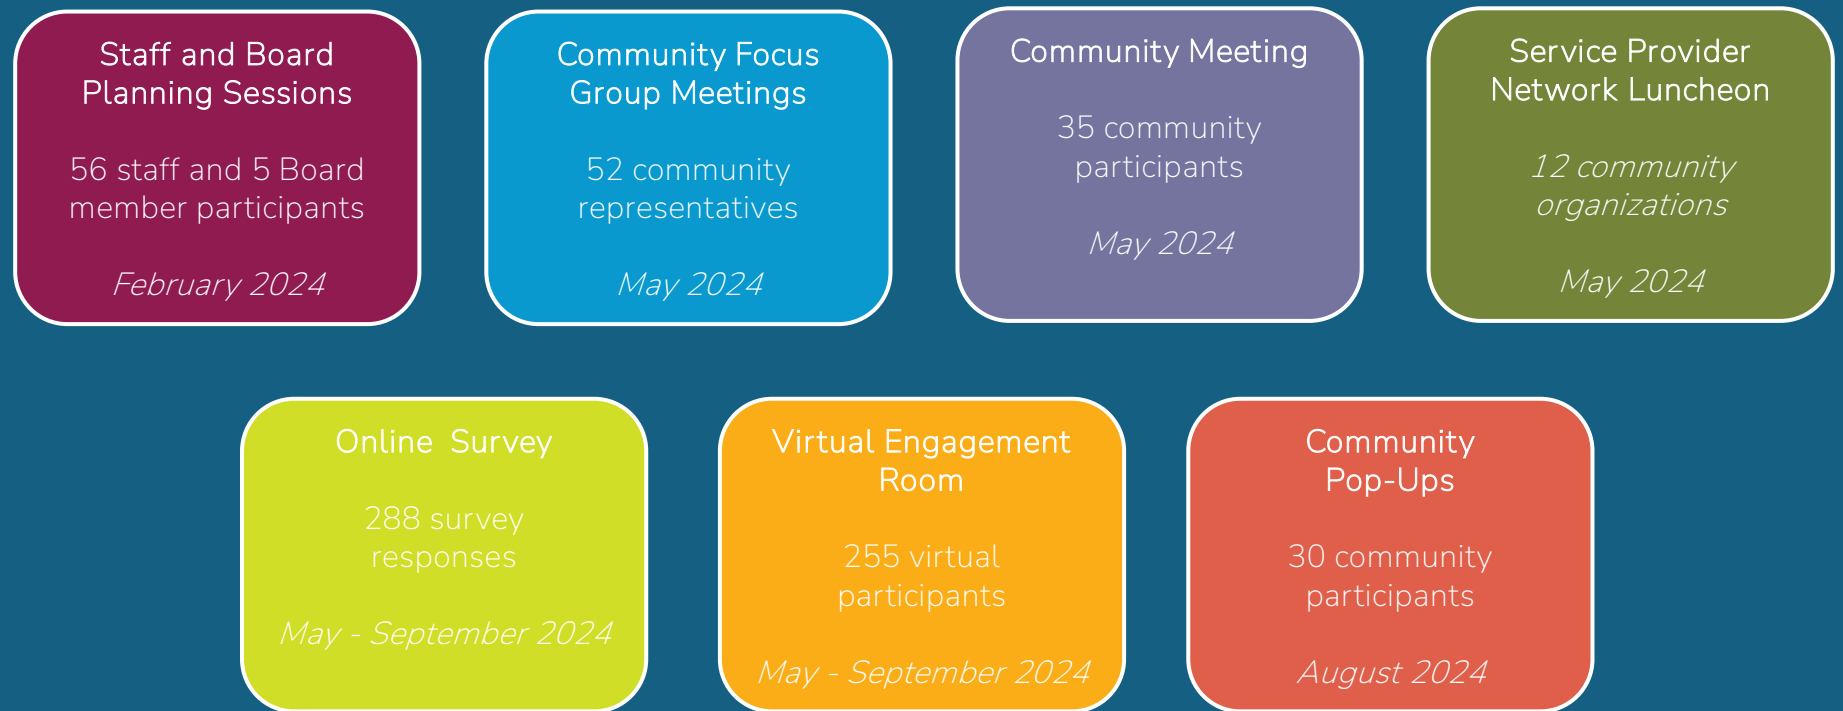 Staff and Board
Planning Sessions
56 staff and 5 Board
member participants
February 2024
Community Focus
Group Meetings
52 community
representatives
May 2024
Community Meeting
35 community
participants
May 2024
Service Provider
Network Luncheon
12 community
organizations
May 2024
Online  Survey
288 survey
responses
May - September 2024
Virtual Engagement
Room
255 virtual
participants
May - September 2024
Community
Pop-Ups
30 community
participants
August 2024